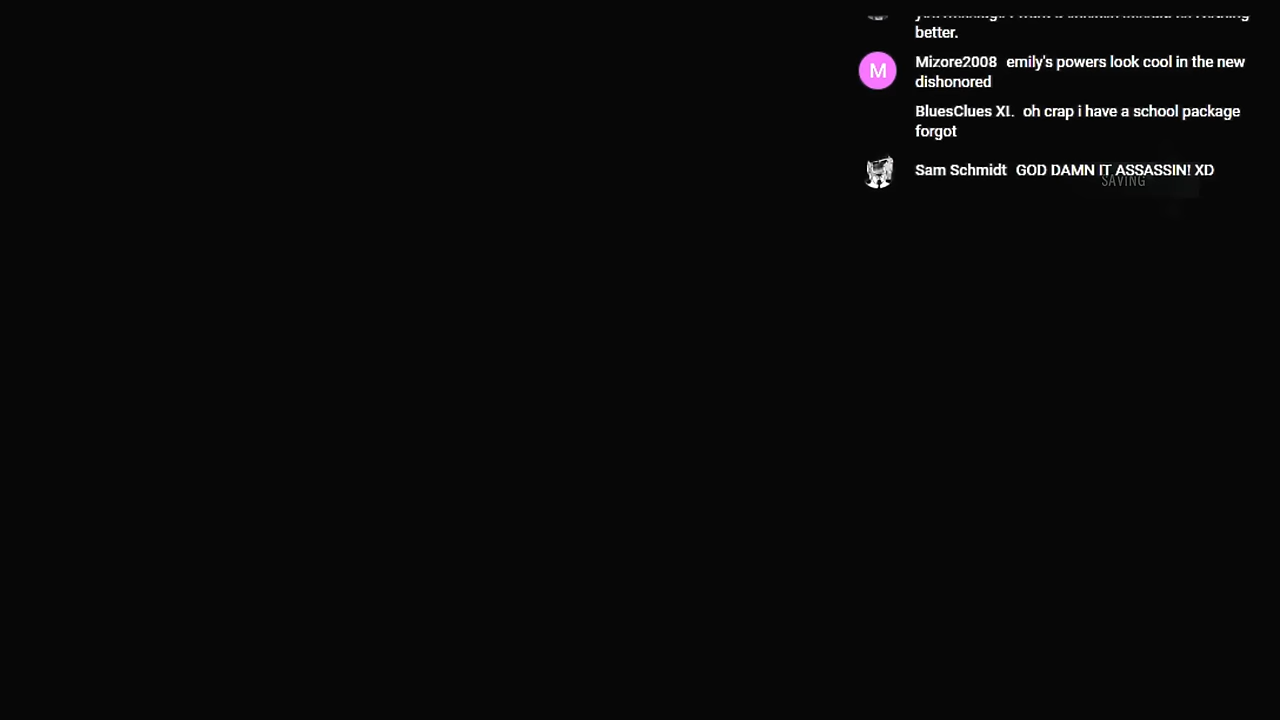 better.
M
Mizore2008 emily's powers look cool in the new
dishonored
BluesClues XI. oh crap i have a school package
forgot
Sam Schmidt GOD DAMN IT ASSASSIN! XD
SAVING